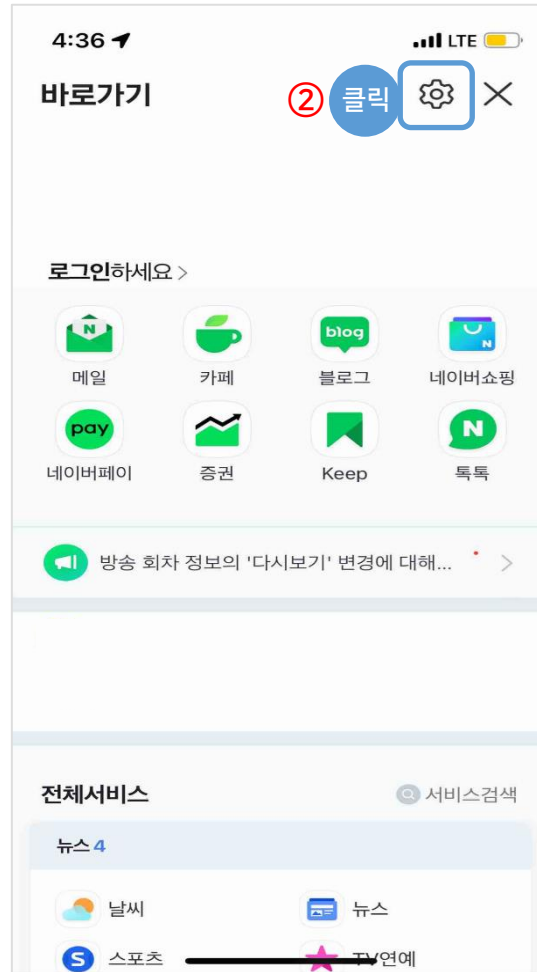 4:36 LTE
바로가기 ② 클릭
로그인하세요 >
N blog N
메일 카페 블로그 네이버쇼핑
pay N
네이버페이 증권 Keep 톡톡
방송 회차 정보의 '다시보기' 변경에 대해... >
전체서비스 서비스검색
뉴스 4
날씨 뉴스
S 스포츠 TV연예